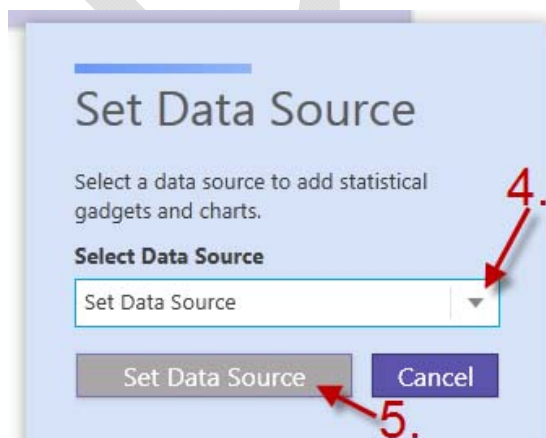 Set Data Source
Select a data source to add statistical
gadgets and charts.
4.
Select Data Source
Set Data Source
Set Data Source
Cancel
5.